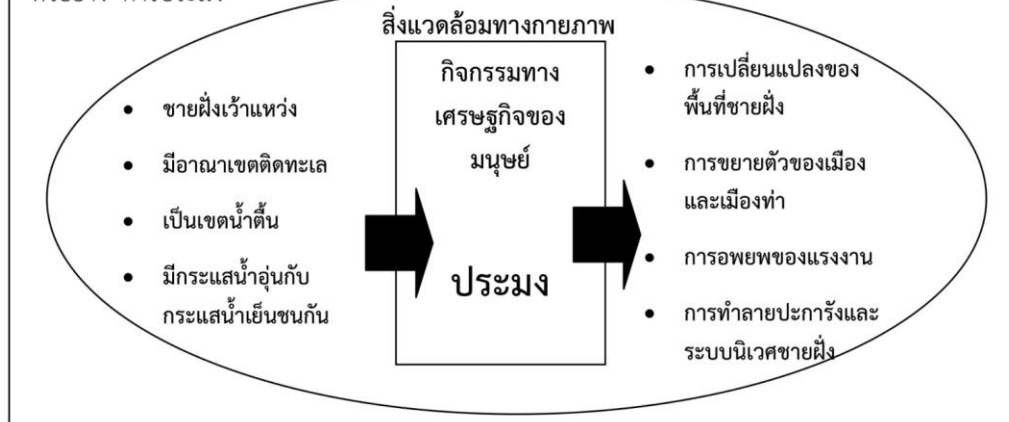 สิ่งแวดล้อมทางกายภาพ
• ชายฝั่งเว้าแหว่ง
• มีอาณาเขตติดทะเล
• เป็นเขตน้ำตื้น
• มีกระแสน้ำอุ่นกับ
กระแสน้ำเย็นชนกัน
กิจกรรมทาง
เศรษฐกิจของ
มนุษย์
ประมง
• การเปลี่ยนแปลงของ
พื้นที่ชายฝั่ง
• การขยายตัวของเมือง
และเมืองท่า
• การอพยพของแรงงาน
• การทำลายปะการังและ
ระบบนิเวศชายฝั่ง